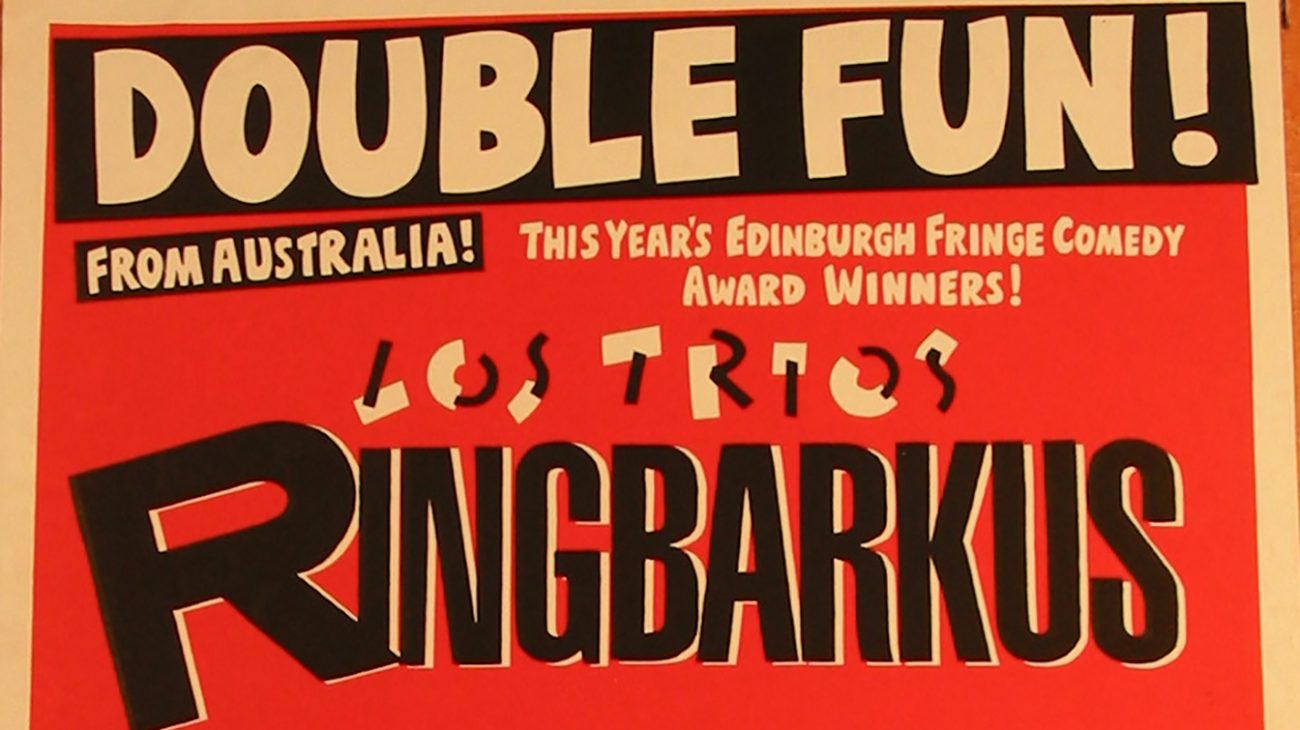 DOUBLE FUN!
FROM AUSTRALIA!
THIS YEAR'S EDINBURGH FRINGE COMEDY
AWARD WINNERS!
LOS TRIOS
RINGBARKUS